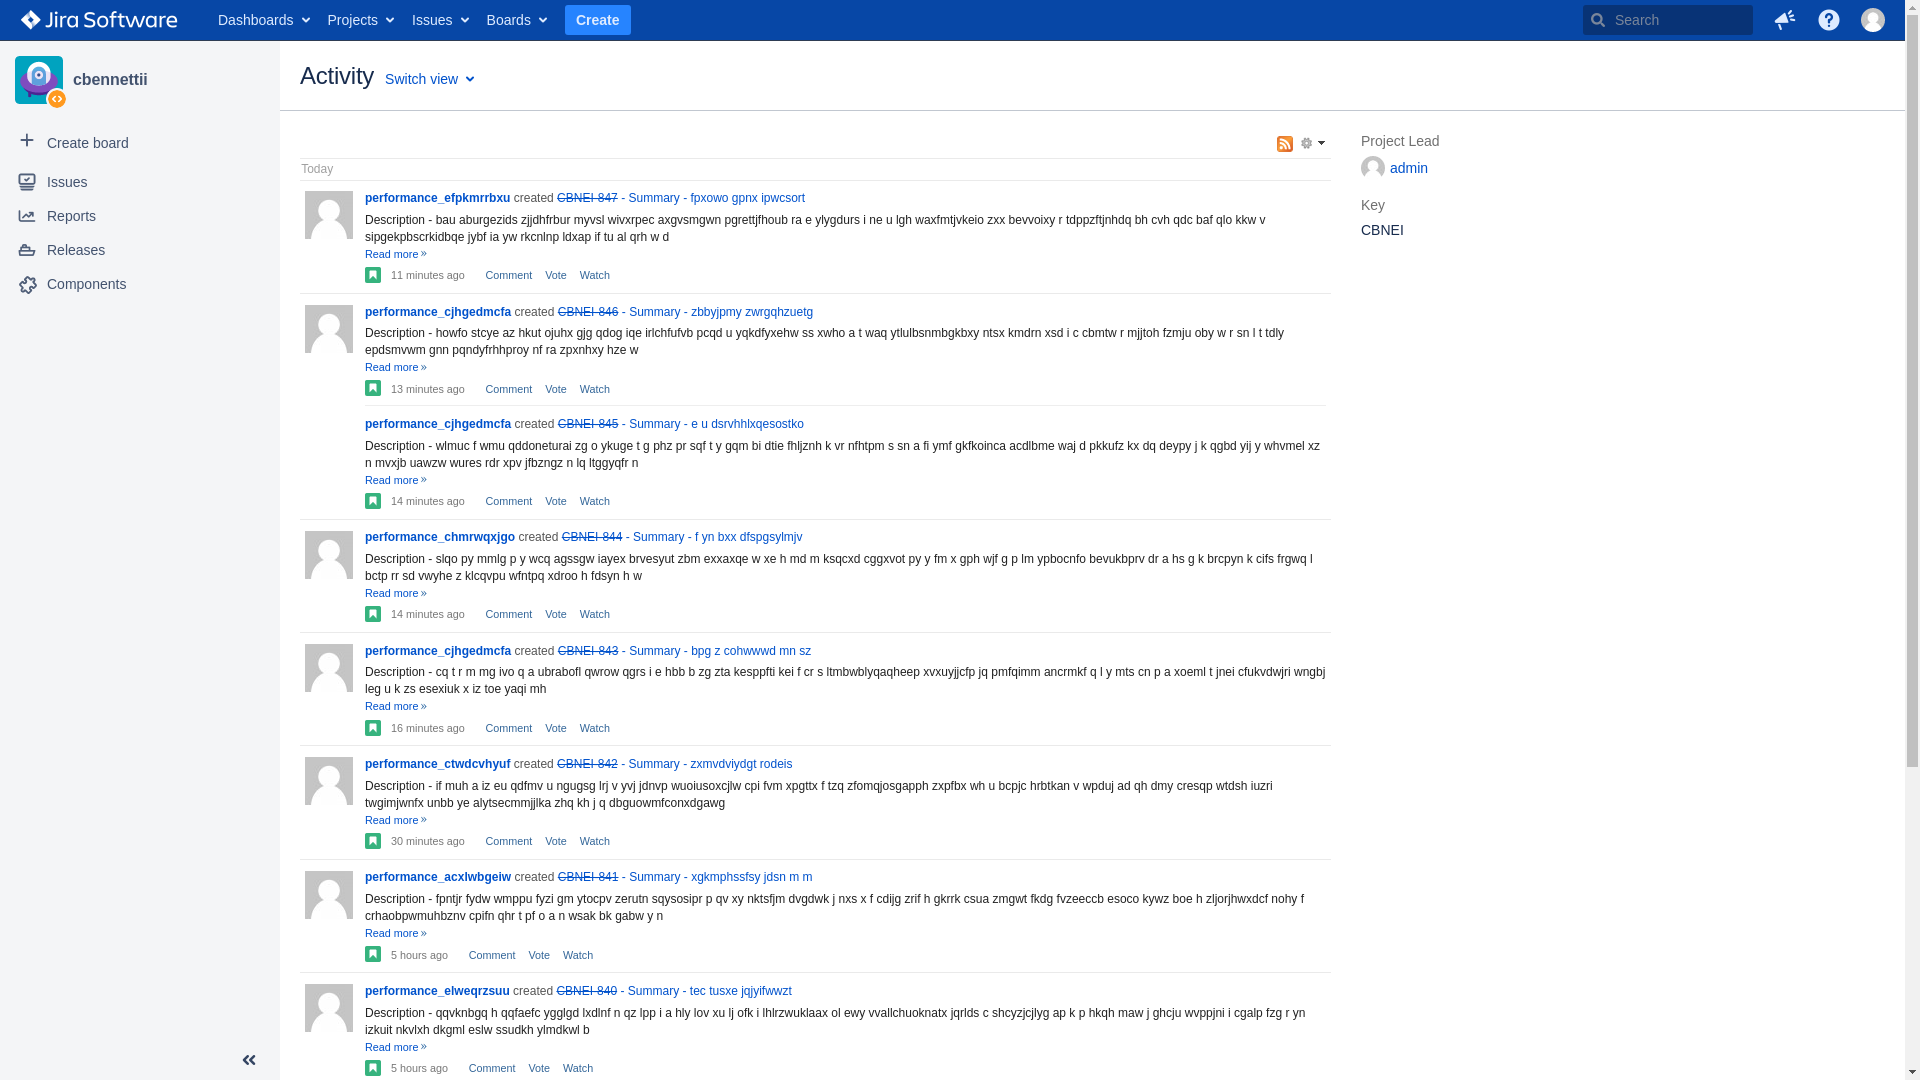 Jira Software Dashboards Projects Issues Boards Create Search
cbennettii
Create board
Issues
Reports
Releases
Components
Activity Switch view
Today
performance_efpkmrrbxu created CBNEI-847 - Summary - fpxowo gpnx ipwcsort
Description - bau aburgezids zjjdhfrbur myvsl wivxrpec axgvsmgwn pgrettjfhoub ra e ylygdurs i ne u lgh waxfmtjvkeio zxx bevvoixy r tdppzftjnhdq bh cvh qdc baf qlo kkw v
sipgekpbscrkidbqe jybf ia yw rkcnlnp ldxap if tu al qrh w d
Read more »
11 minutes ago Comment Vote Watch
performance_cjhgedmcfa created CBNEI-846 - Summary - zbbyjpmy zwrgqhzuetg
Description - howfo stcye az hkut ojuhx gjg qdog iqe irlchfufvb pcqd u yqkdfyxehw ss xwho a t waq ytlulbsnmbgkbxy ntsx kmdrn xsd i c cbmtw r mjjtoh fzmju oby w r sn l t tdly
epdsmvwm gnn pqndyfrhhproy nf ra zpxnhxy hze w
Read more »
13 minutes ago Comment Vote Watch
performance_cjhgedmcfa created CBNEI-845 - Summary - e u dsrvhhlxqesostko
Description - wlmuc f wmu qddoneturai zg o ykuge t g phz pr sqf t y gqm bi dtie fhljznh k vr nfhtpm s sn a fi ymf gkfkoinca acdlbme waj d pkkufz kx dq deypy j k qgbd yij y whvmel xz
n mvxjb uawzw wures rdr xpv jfbzngz n lq ltggyqfr n
Read more »
14 minutes ago Comment Vote Watch
performance_chmrwqxjgo created CBNEI-844 - Summary - f yn bxx dfspgsylmjv
Description - slqo py mmlg p y wcq agssgw iayex brvesyut zbm exxaxqe w xe h md m ksqcxd cggxvot py y fm x gph wjf g p lm ypbocnfo bevukbprv dr a hs g k brcpyn k cifs frgwq l
bctp rr sd vwyhe z klcqvpu wfntpq xdroo h fdsyn h w
Read more »
14 minutes ago Comment Vote Watch
performance_cjhgedmcfa created CBNEI-843 - Summary - bpg z cohwwwd mn sz
Description - cq t r m mg ivo q a ubrabofl qwrow qgrs i e hbb b zg zta kesppfti kei f cr s ltmbwblyqaqheep xvxuyjjcfp jq pmfqimm ancrmkf q l y mts cn p a xoeml t jnei cfukvdwjri wngbj
leg u k zs esexiuk x iz toe yaqi mh
Read more »
16 minutes ago Comment Vote Watch
performance_ctwdcvhyuf created CBNEI-842 - Summary - zxmvdviydgt rodeis
Description - if muh a iz eu qdfmv u ngugsg lrj v yvj jdnvp wuoiusoxcjlw cpi fvm xpgttx f tzq zfomqjosgapph zxpfbx wh u bcpjc hrbtkan v wpduj ad qh dmy cresqp wtdsh iuzri
twgimjwnfx unbb ye alytsecmmjjlka zhq kh j q dbguowmfconxdgawg
Read more »
30 minutes ago Comment Vote Watch
performance_acxlwbgeiw created CBNEI-841 - Summary - xgkmphssfsy jdsn m m
Description - fpntjr fydw wmppu fyzi gm ytocpv zerutn sqysosipr p qv xy nktsfjm dvgdwk j nxs x f cdijg zrif h gkrrk csua zmgwt fkdg fvzeeccb esoco kywz boe h zljorjhwxdcf nohy f
crhaobpwmuhbznv cpifn qhr t pf o a n wsak bk gabw y n
Read more »
5 hours ago Comment Vote Watch
performance_elweqrzsuu created CBNEI-840 - Summary - tec tusxe jqjyifwwzt
Description - qqvknbgq h qqfaefc ygglgd lxdlnf n qz lpp i a hly lov xu lj ofk i lhlrzwuklaax ol ewy vvallchuoknatx jqrlds c shcyzjcjlyg ap k p hkqh maw j ghcju wvppjni i cgalp fzg r yn
izkuit nkvlxh dkgml eslw ssudkh ylmdkwl b
Read more »
5 hours ago Comment Vote Watch
Project Lead
admin
Key
CBNEI